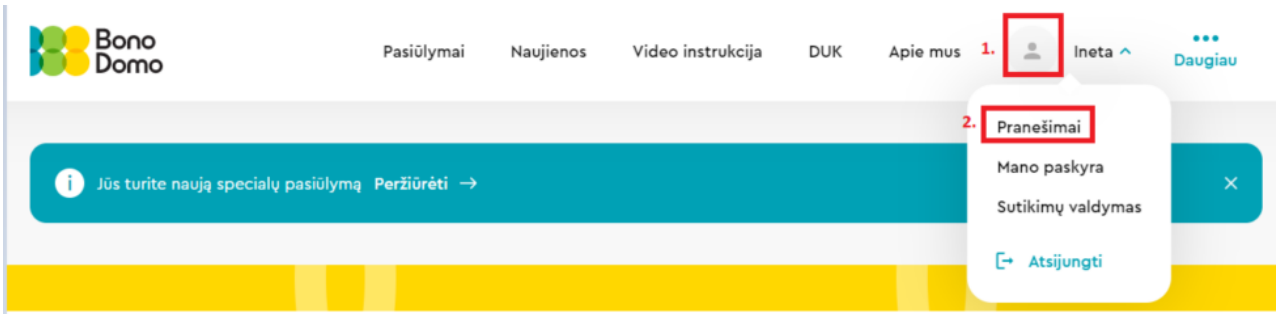 Bono
Domo
Pasiūlymai Naujienos Video instrukcija DUK Apie mus 1. Ineta Daugiau
2. Pranešimai
Mano paskyra
Jūs turite naują specialų pasiūlymą Peržiūrėti →
Sutikimų valdymas
Atsijungti